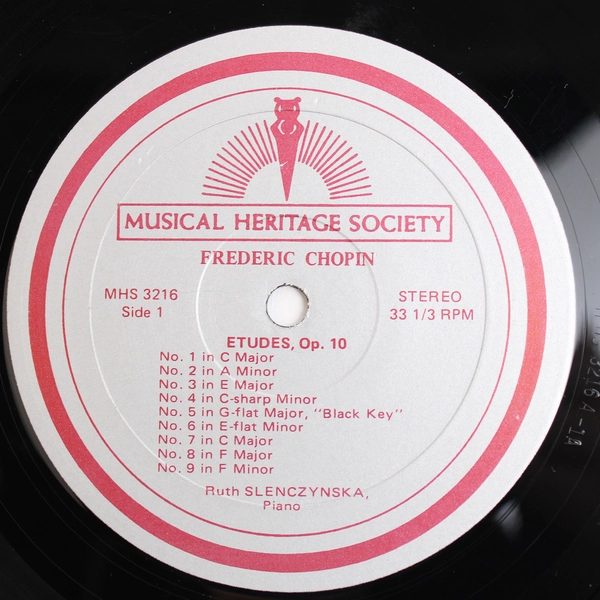 MUSICAL HERITAGE SOCIETY
FREDERIC CHOPIN
MHS 3216
Side 1
STEREO
33 1/3 RPM
ETUDES, Op. 10
No. 1 in C Major
No. 2 in A Minor
No. 3 in E Major
No. 4 in C-sharp Minor
No. 5 in G-flat Major, "Black Key"
No. 6 in E-flat Minor
No. 7 in C Major
No. 8 in F Major
No. 9 in F Minor
Ruth SLENCZYNSKA,
Piano
3216 A-1A